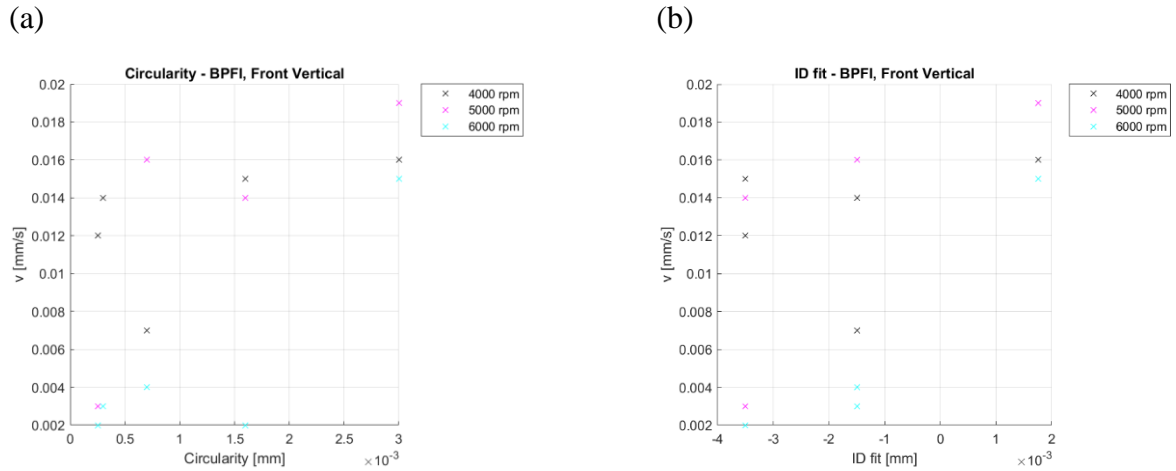 (a)
(b)
Circularity - BPFI, Front Vertical
0.02
0.018
0.016
0.014
0.012
0.01
0.008
0.006
0.004
0.002
v [mm/s]
0 0.5 1 1.5 2 2.5 3
Circularity [mm]
×10⁻³
4000 rpm
5000 rpm
6000 rpm
ID fit - BPFI, Front Vertical
0.02
0.018
0.016
0.014
0.012
0.01
0.008
0.006
0.004
0.002
v [mm/s]
-4 -3 -2 -1 0 1 2
ID fit [mm]
×10⁻³
4000 rpm
5000 rpm
6000 rpm